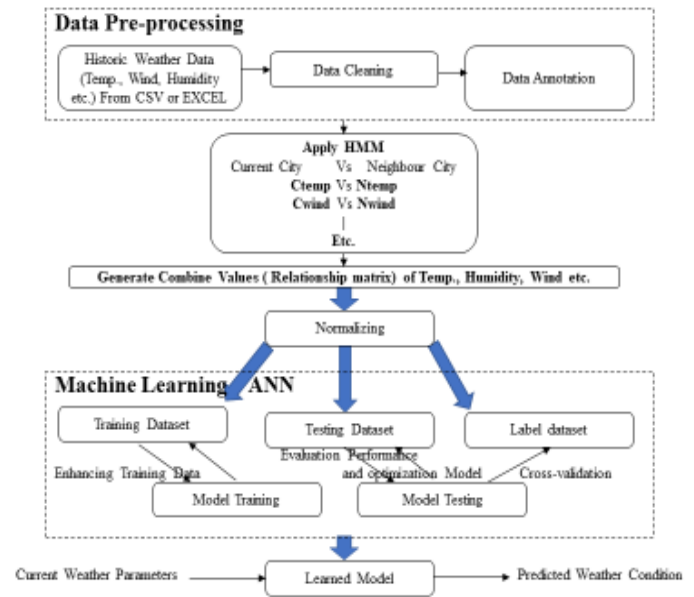 Data Pre-processing
Historic Weather Data
(Temp., Wind, Humidity
etc.) From CSV or EXCEL
Data Cleaning
Data Annotation
Apply HMM
Current City Vs Neighbour City
Ctemp Vs Ntemp
Cwind Vs Nwind
|
Etc.
Generate Combine Values ( Relationship matrix) of Temp., Humidity, Wind etc.
Normalizing
Machine Learning ANN
Training Dataset
Testing Dataset
Label dataset
Evaluation Performance
Enhancing Training Data
and optimization Model
Cross-validation
Model Training
Model Testing
Current Weather Parameters
Learned Model
Predicted Weather Condition